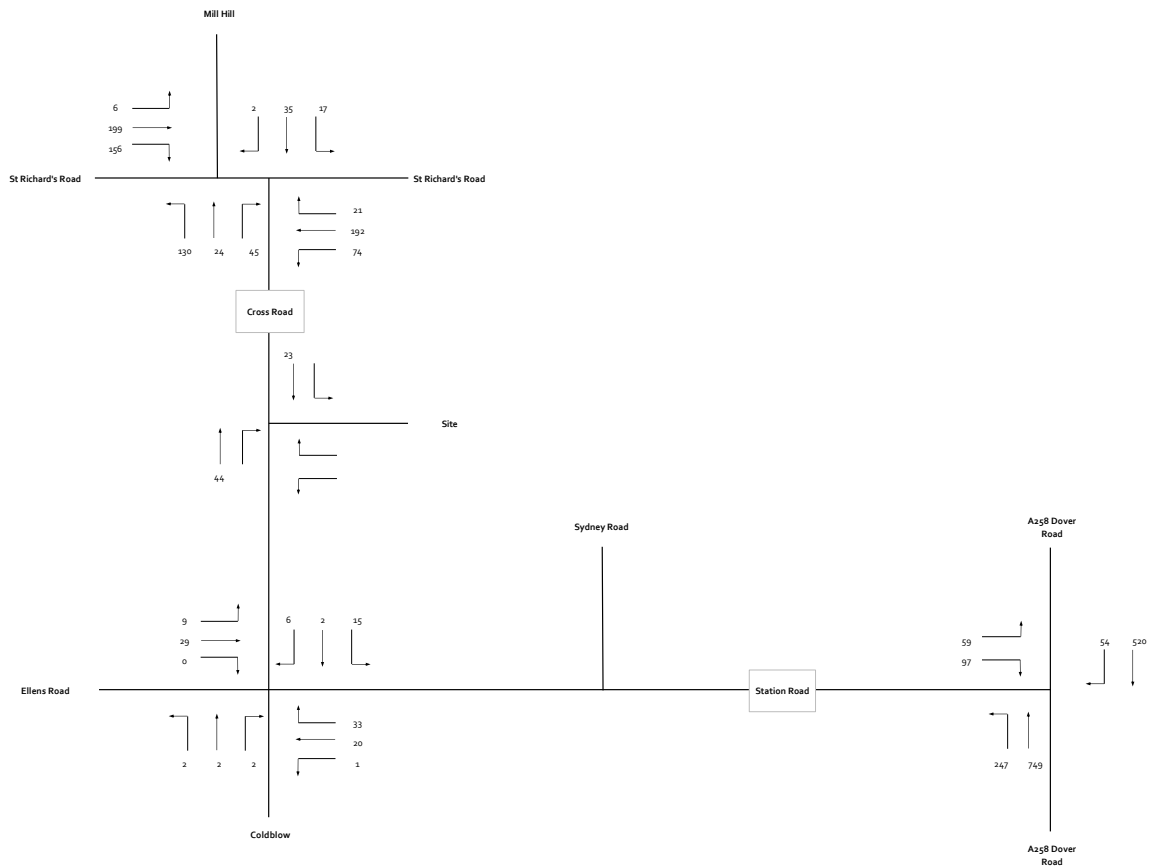 Mill Hill
6
2 35 17
199
156
St Richard's Road
St Richard's Road
21
192
130 24 45
74
Cross Road
23
Site
44
Sydney Road
A258 Dover
Road
9
6 2 15
29
0
59
54 520
97
Ellens Road
Station Road
33
20
2 2 2
1
247 749
Coldblow
A258 Dover
Road